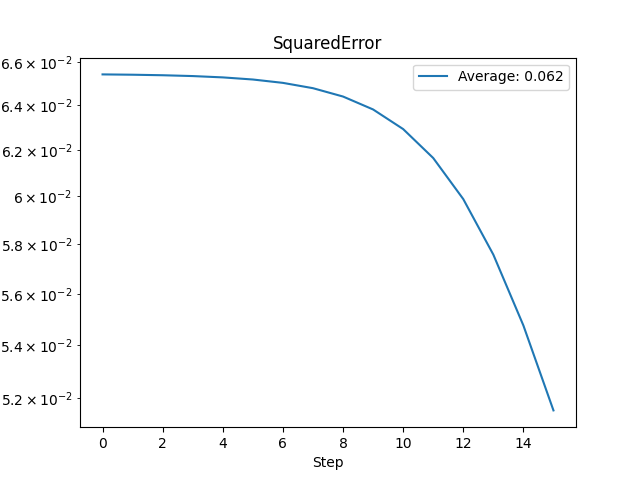 SquaredError
Average: 0.062
6.6 × 10⁻²
6.4 × 10⁻²
6.2 × 10⁻²
6 × 10⁻²
5.8 × 10⁻²
5.6 × 10⁻²
5.4 × 10⁻²
5.2 × 10⁻²
0 2 4 6 8 10 12 14
Step